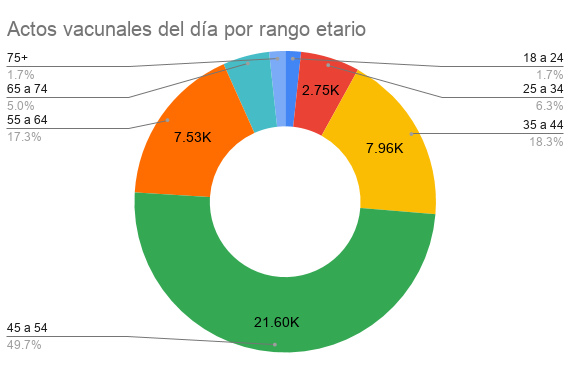 Actos vacunales del día por rango etario
75+
1.7%
65 a 74
5.0%
55 a 64
17.3%
18 a 24
1.7%
25 a 34
6.3%
35 a 44
18.3%
2.75K
7.53K
7.96K
21.60K
45 a 54
49.7%